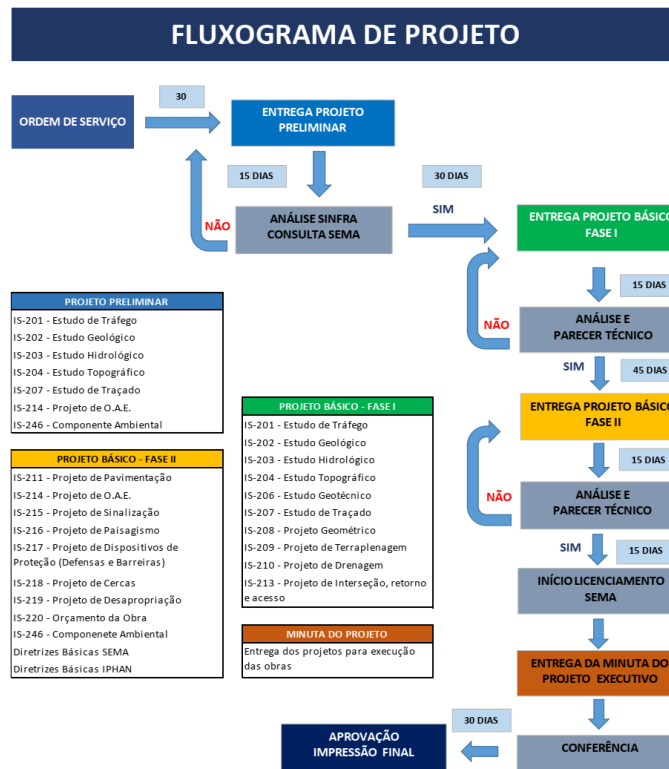 FLUXOGRAMA DE PROJETO
30
ORDEM DE SERVIÇO
ENTREGA PROJETO
PRELIMINAR
15 DIAS
30 DIAS
NÃO
ANÁLISE SINFRA
CONSULTA SEMA
SIM
ENTREGA PROJETO BÁSICO
FASE I
15 DIAS
NÃO
ANÁLISE E
PARECER TÉCNICO
SIM
45 DIAS
ENTREGA PROJETO BÁSICO
FASE II
15 DIAS
NÃO
ANÁLISE E
PARECER TÉCNICO
SIM
15 DIAS
INÍCIO LICENCIAMENTO
SEMA
ENTREGA DA MINUTA DO
PROJETO EXECUTIVO
30 DIAS
CONFERÊNCIA
APROVAÇÃO
IMPRESSÃO FINAL
PROJETO PRELIMINAR
IS-201 - Estudo de Tráfego
IS-202 - Estudo Geológico
IS-203 - Estudo Hidrológico
IS-204 - Estudo Topográfico
IS-207 - Estudo de Traçado
IS-214 - Projeto de O.A.E.
IS-246 - Componente Ambiental
PROJETO BÁSICO - FASE II
IS-211 - Projeto de Pavimentação
IS-214 - Projeto de O.A.E.
IS-215 - Projeto de Sinalização
IS-216 - Projeto de Paisagismo
IS-217 - Projeto de Dispositivos de
Proteção (Defensas e Barreiras)
IS-218 - Projeto de Cercas
IS-219 - Projeto de Desapropriação
IS-220 - Orçamento da Obra
IS-246 - Componenete Ambiental
Diretrizes Básicas SEMA
Diretrizes Básicas IPHAN
PROJETO BÁSICO - FASE I
IS-201 - Estudo de Tráfego
IS-202 - Estudo Geológico
IS-203 - Estudo Hidrológico
IS-204 - Estudo Topográfico
IS-206 - Estudo Geotécnico
IS-207 - Estudo de Traçado
IS-208 - Projeto Geométrico
IS-209 - Projeto de Terraplenagem
IS-210 - Projeto de Drenagem
IS-213 - Projeto de Interseção, retorno
e acesso
MINUTA DO PROJETO
Entrega dos projetos para execução
das obras